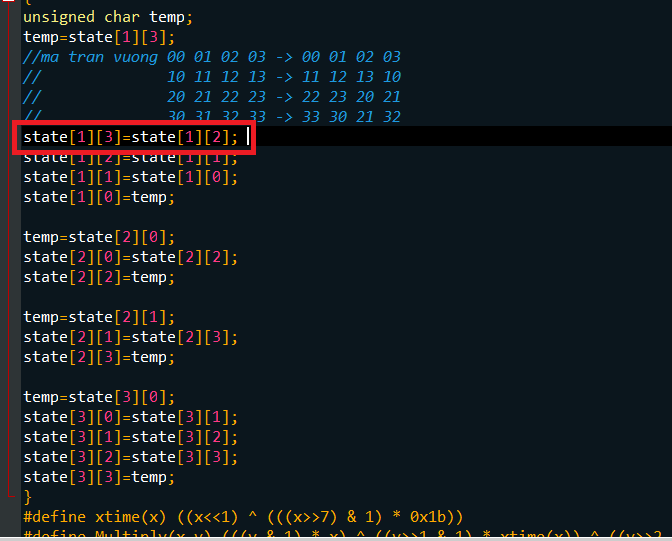 {
unsigned char temp;
temp=state[1][3];
//ma tran vuong 00 01 02 03 -> 00 01 02 03
// 10 11 12 13 -> 11 12 13 10
// 20 21 22 23 -> 22 23 20 21
// 30 31 32 33 -> 33 30 21 32
state[1][3]=state[1][2];
state[1][2]=state[1][1];
state[1][1]=state[1][0];
state[1][0]=temp;
temp=state[2][0];
state[2][0]=state[2][2];
state[2][2]=temp;
temp=state[2][1];
state[2][1]=state[2][3];
state[2][3]=temp;
temp=state[3][0];
state[3][0]=state[3][1];
state[3][1]=state[3][2];
state[3][2]=state[3][3];
state[3][3]=temp;
}
#define xtime(x) ((x<<1) ^ (((x>>7) & 1) * 0x1b))
#define Multiply(x,y) (((y & 1) * x) ^ ((y>>1 & 1) * xtime(x)) ^ ((y>>2